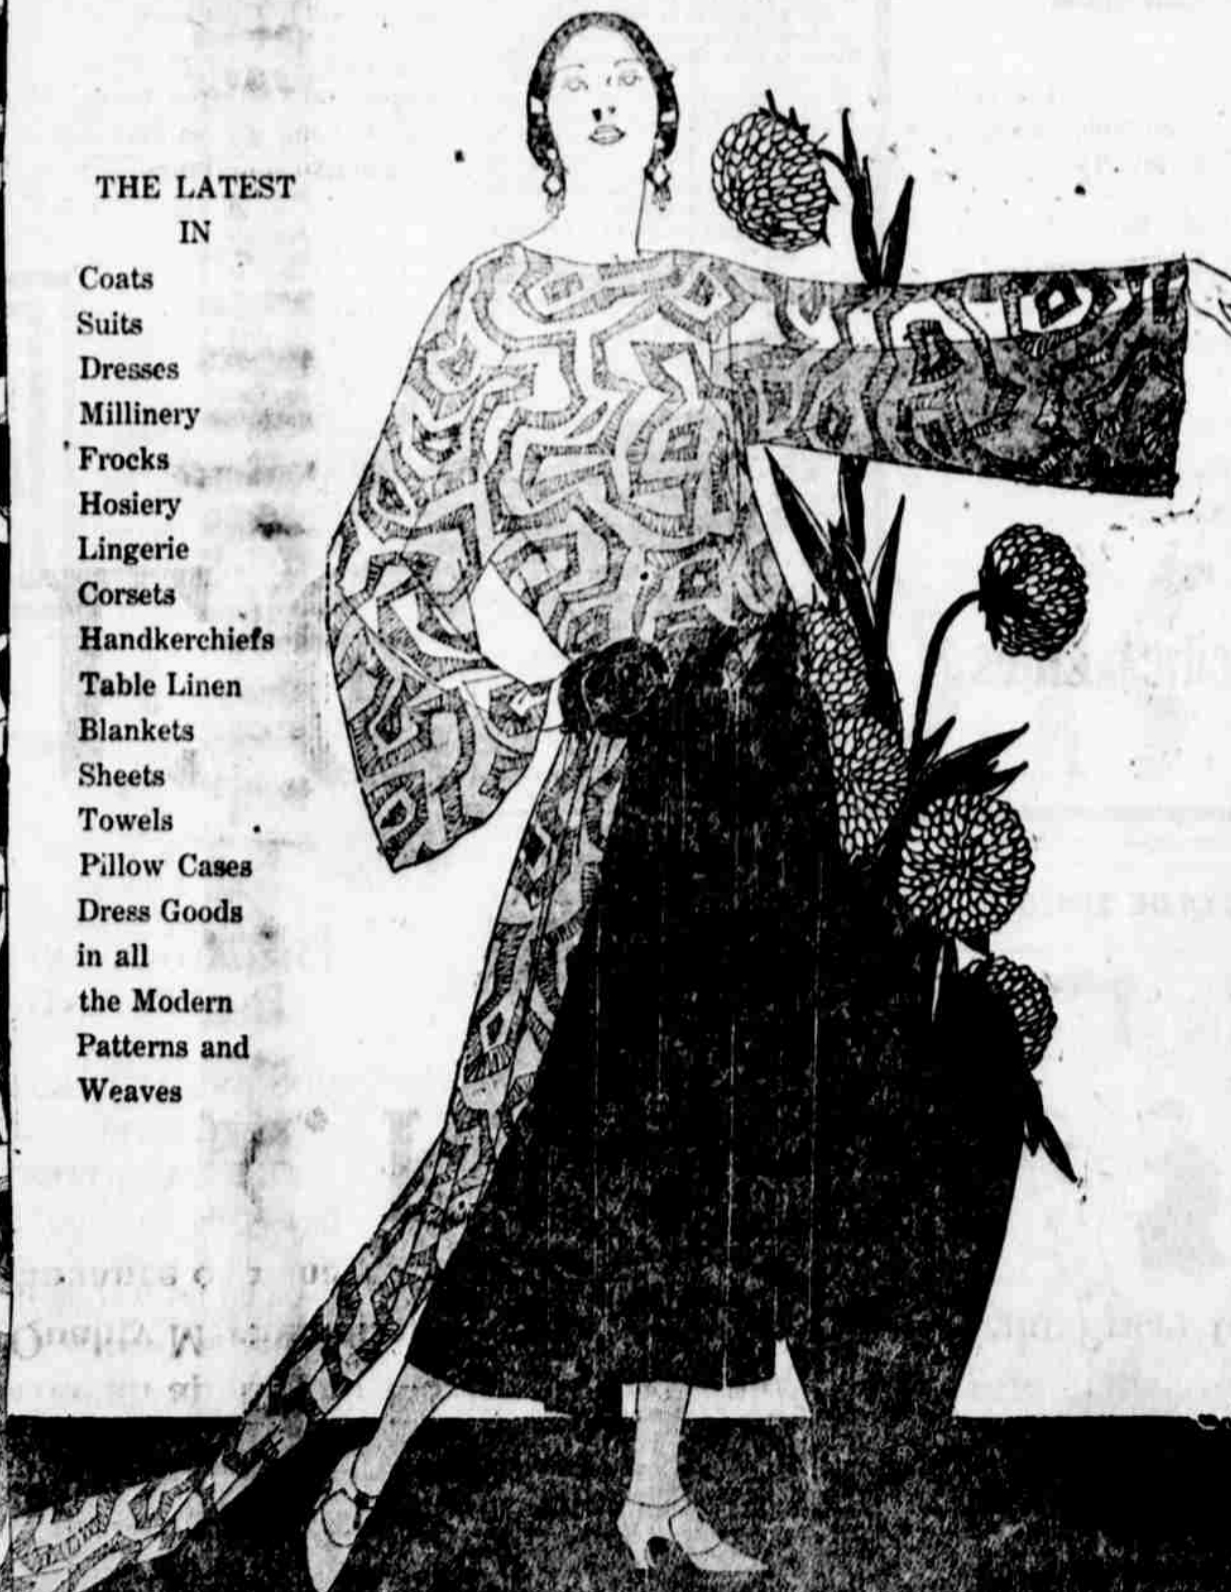 THE LATEST
IN
Coats
Suits
Dresses
Millinery
Frocks
Hosiery
Lingerie
Corsets
Handkerchiefs
Table Linen
Blankets
Sheets
Towels
Pillow Cases
Dress Goods
in all
the Modern
Patterns and
Weaves